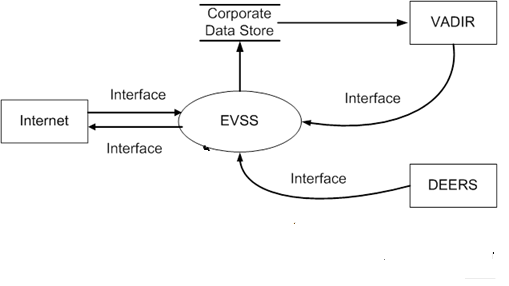 Corporate
Data Store
VADIR
Interface
Interface
Internet
EVSS
Interface
Interface
DEERS